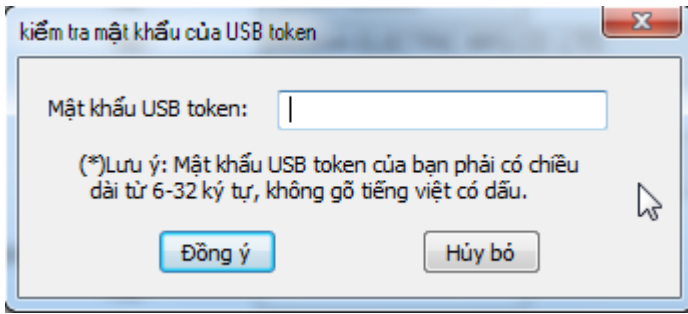 kiểm tra mật khẩu của USB token
Mật khẩu USB token:
(*)Lưu ý: Mật khẩu USB token của bạn phải có chiều
dài từ 6-32 ký tự, không gõ tiếng việt có dấu.
Đồng ý
Hủy bỏ